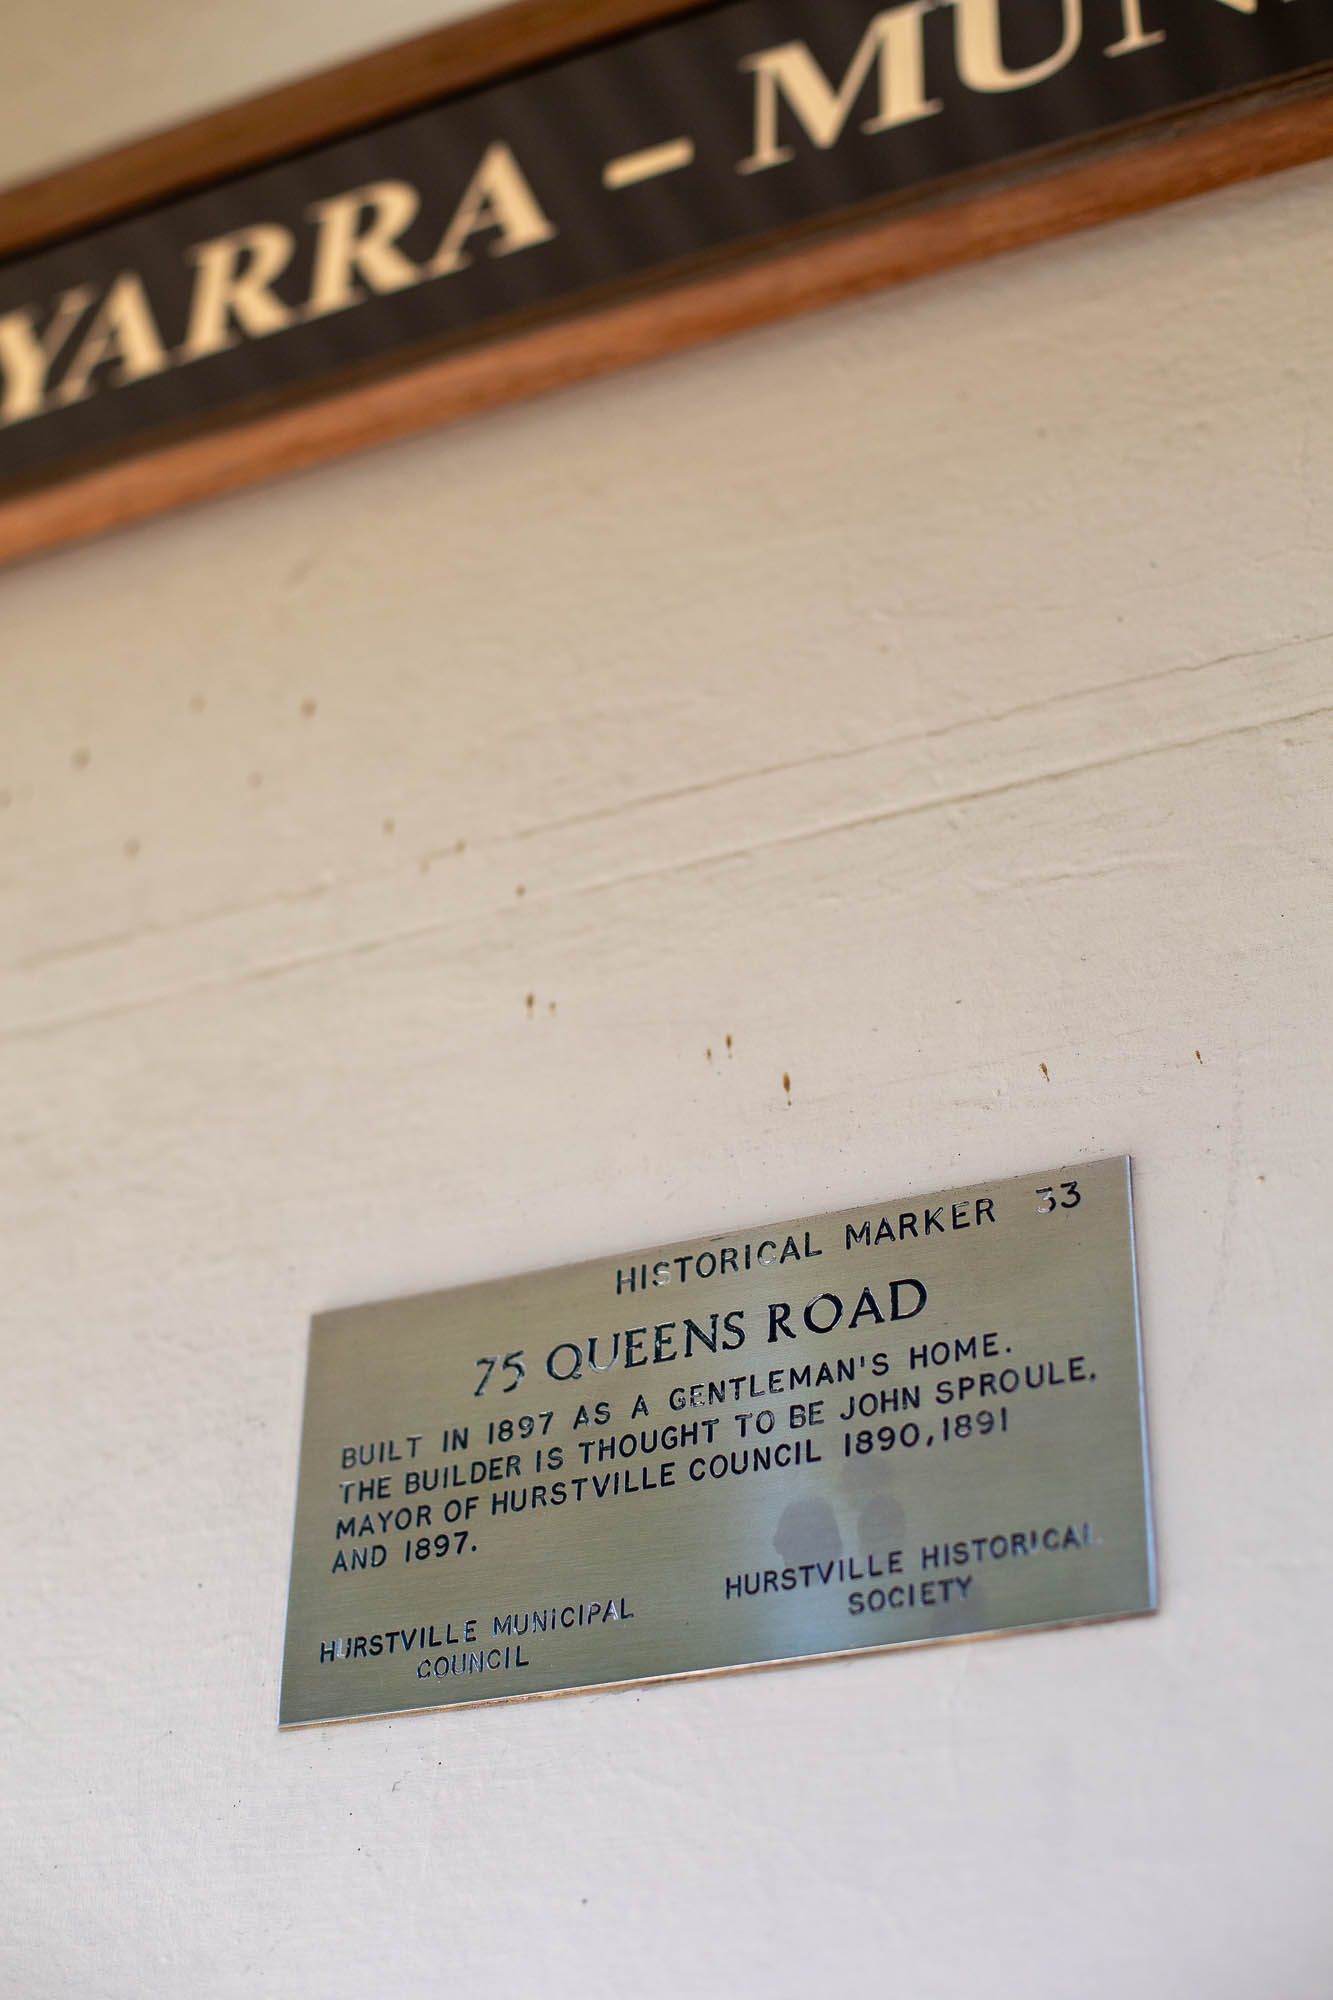 YARRA - MUN
HISTORICAL MARKER 33
75 QUEENS ROAD
BUILT IN 1897 AS A GENTLEMAN'S HOME.
THE BUILDER IS THOUGHT TO BE JOHN SPROULE,
MAYOR OF HURSTVILLE COUNCIL 1890, 1891
AND 1897.
HURSTVILLE MUNICIPAL
COUNCIL
HURSTVILLE HISTORICAL
SOCIETY